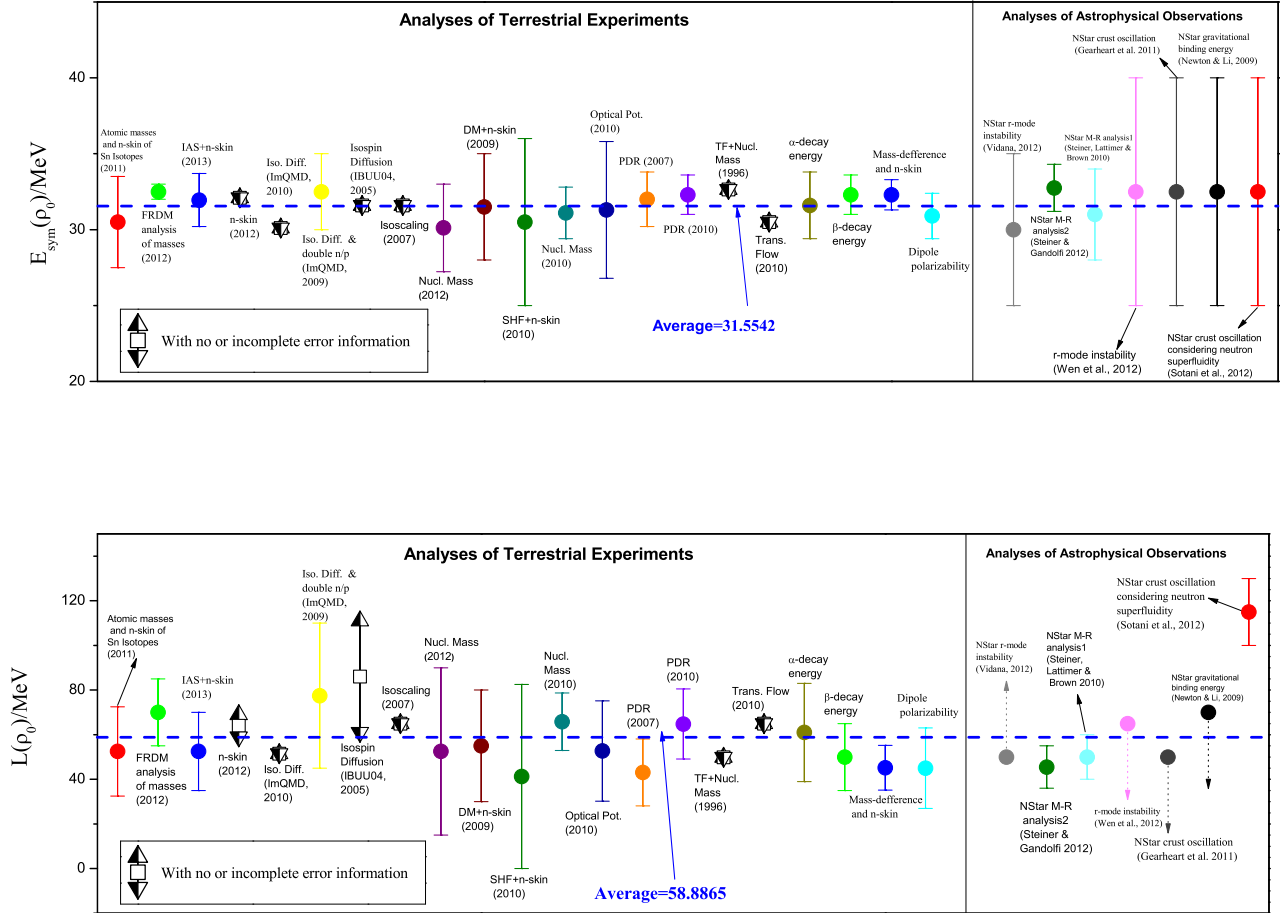 Analyses of Terrestrial Experiments
Analyses of Astrophysical Observations
E_sym(ρ_0)/MeV
40
30
20
Atomic masses
and n-skin of
Sn Isotopes
(2011)
FRDM
analysis
of masses
(2012)
IAS+n-skin
(2013)
n-skin
(2012)
Iso. Diff.
(ImQMD,
2010)
Iso. Diff. &
double n/p
(ImQMD,
2009)
Isospin
Diffusion
(IBUU04,
2005)
Isoscaling
(2007)
Nucl. Mass
(2012)
DM+n-skin
(2009)
SHF+n-skin
(2010)
Nucl. Mass
(2010)
Optical Pot.
(2010)
PDR (2007)
PDR (2010)
TF+Nucl.
Mass
(1996)
Trans.
Flow
(2010)
α-decay
energy
β-decay
energy
Mass-defference
and n-skin
Dipole
polarizability
Average=31.5542
With no or incomplete error information
NStar r-mode
instability
(Vidana, 2012)
NStar M-R
analysis2
(Steiner &
Gandolfi 2012)
NStar M-R analysis1
(Steiner, Lattimer &
Brown 2010)
NStar crust oscillation
(Gearheart et al. 2011)
NStar gravitational
binding energy
(Newton & Li, 2009)
r-mode instability
(Wen et al., 2012)
NStar crust oscillation
considering neutron
superfluidity
(Sotani et al., 2012)
Analyses of Terrestrial Experiments
Analyses of Astrophysical Observations
L(ρ_0)/MeV
120
80
40
0
Atomic masses
and n-skin of
Sn Isotopes
(2011)
FRDM
analysis
of masses
(2012)
IAS+n-skin
(2013)
n-skin
(2012)
Iso. Diff.
(ImQMD,
2010)
Iso. Diff. &
double n/p
(ImQMD,
2009)
Isospin
Diffusion
(IBUU04,
2005)
Isoscaling
(2007)
Nucl. Mass
(2012)
DM+n-skin
(2009)
SHF+n-skin
(2010)
Nucl.
Mass
(2010)
Optical Pot.
(2010)
PDR
(2007)
PDR
(2010)
TF+Nucl.
Mass
(1996)
Trans. Flow
(2010)
α-decay
energy
β-decay
energy
Mass-defference
and n-skin
Dipole
polarizability
Average=58.8865
With no or incomplete error information
NStar r-mode
instability
(Vidana, 2012)
NStar M-R
analysis2
(Steiner &
Gandolfi 2012)
NStar M-R
analysis1
(Steiner,
Lattimer &
Brown 2010)
r-mode instability
(Wen et al., 2012)
NStar crust oscillation
(Gearheart et al. 2011)
NStar gravitational
binding energy
(Newton & Li, 2009)
NStar crust oscillation
considering neutron
superfluidity
(Sotani et al., 2012)